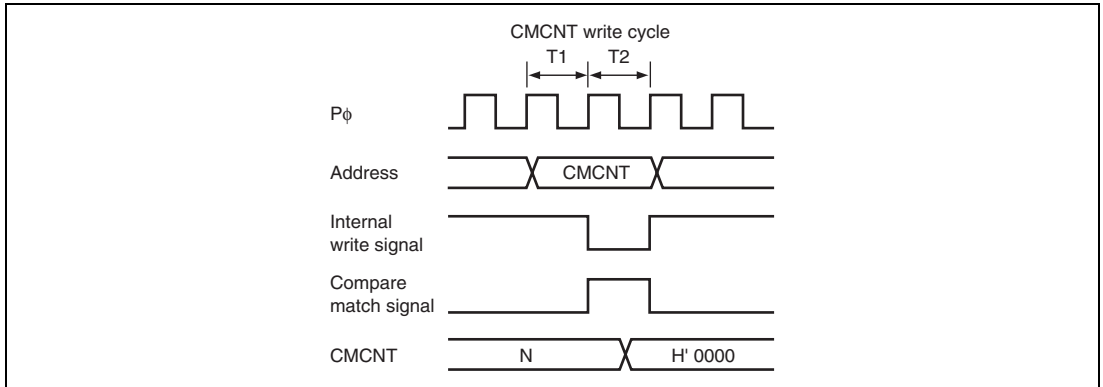 CMCNT write cycle
T1 T2
Pφ
Address CMCNT
Internal
write signal
Compare
match signal
CMCNT N H' 0000